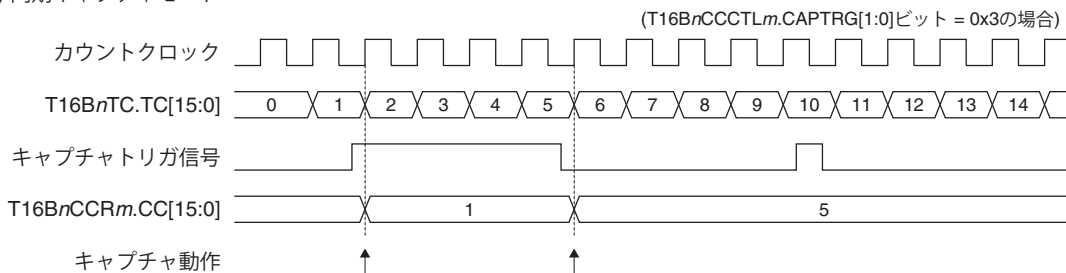 (T16BnCCCTLm.CAPTRG[1:0]ビット = 0x3の場合)
カウントクロック
T16BnTC.TC[15:0] 0 1 2 3 4 5 6 7 8 9 10 11 12 13 14
キャプチャトリガ信号
T16BnCCRm.CC[15:0] 1 5
キャプチャ動作